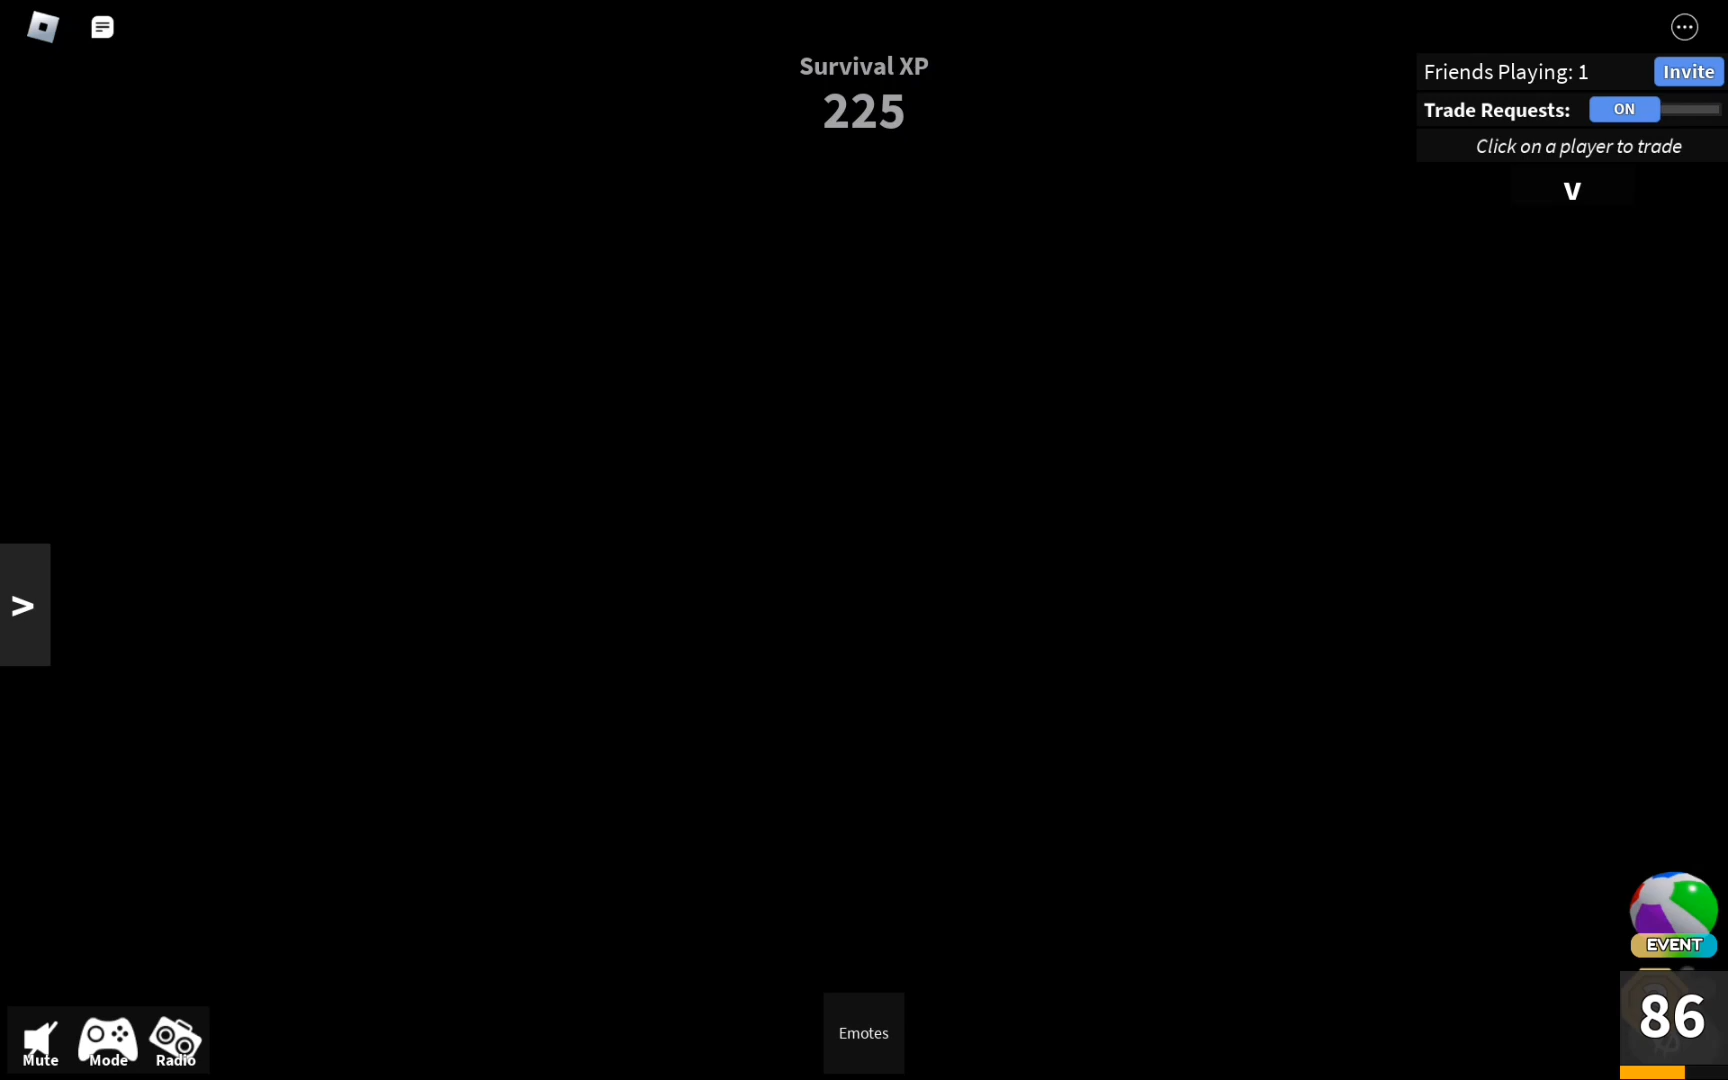 Survival XP
225
Friends Playing: 1
Invite
Trade Requests:
ON
Click on a player to trade
v
>
EVENT
86
Mute
Mode
Radio
Emotes